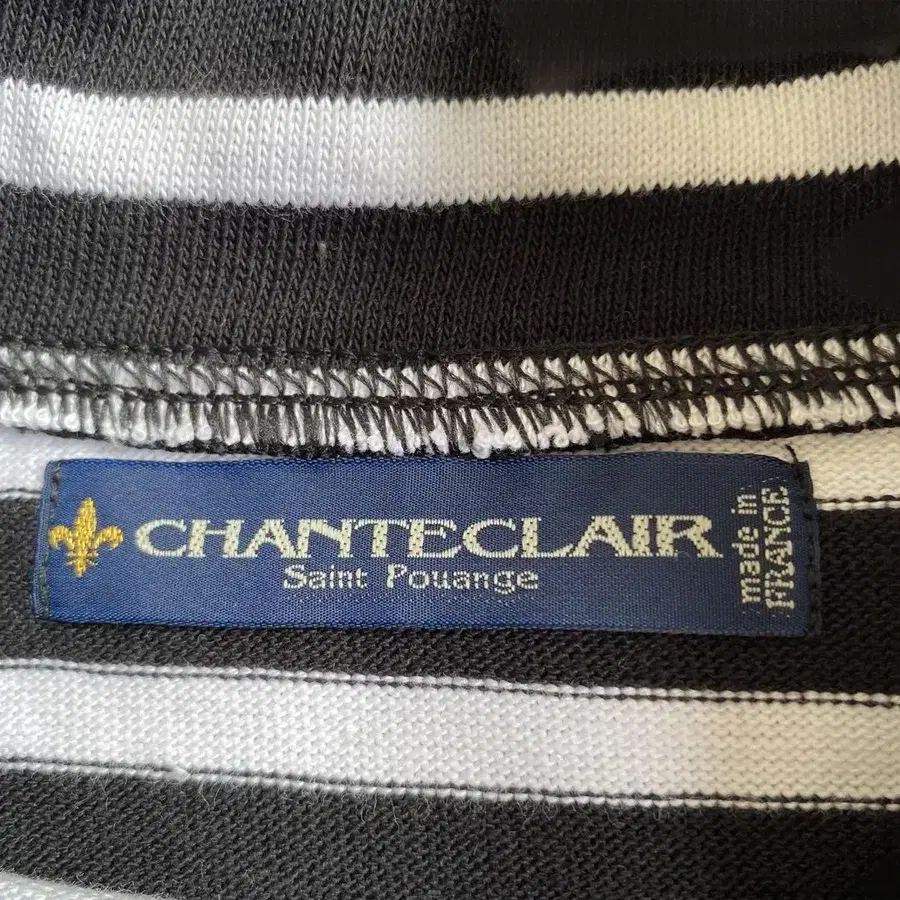 CHANTECLAIR
Saint Pouange
made in
FRANCE